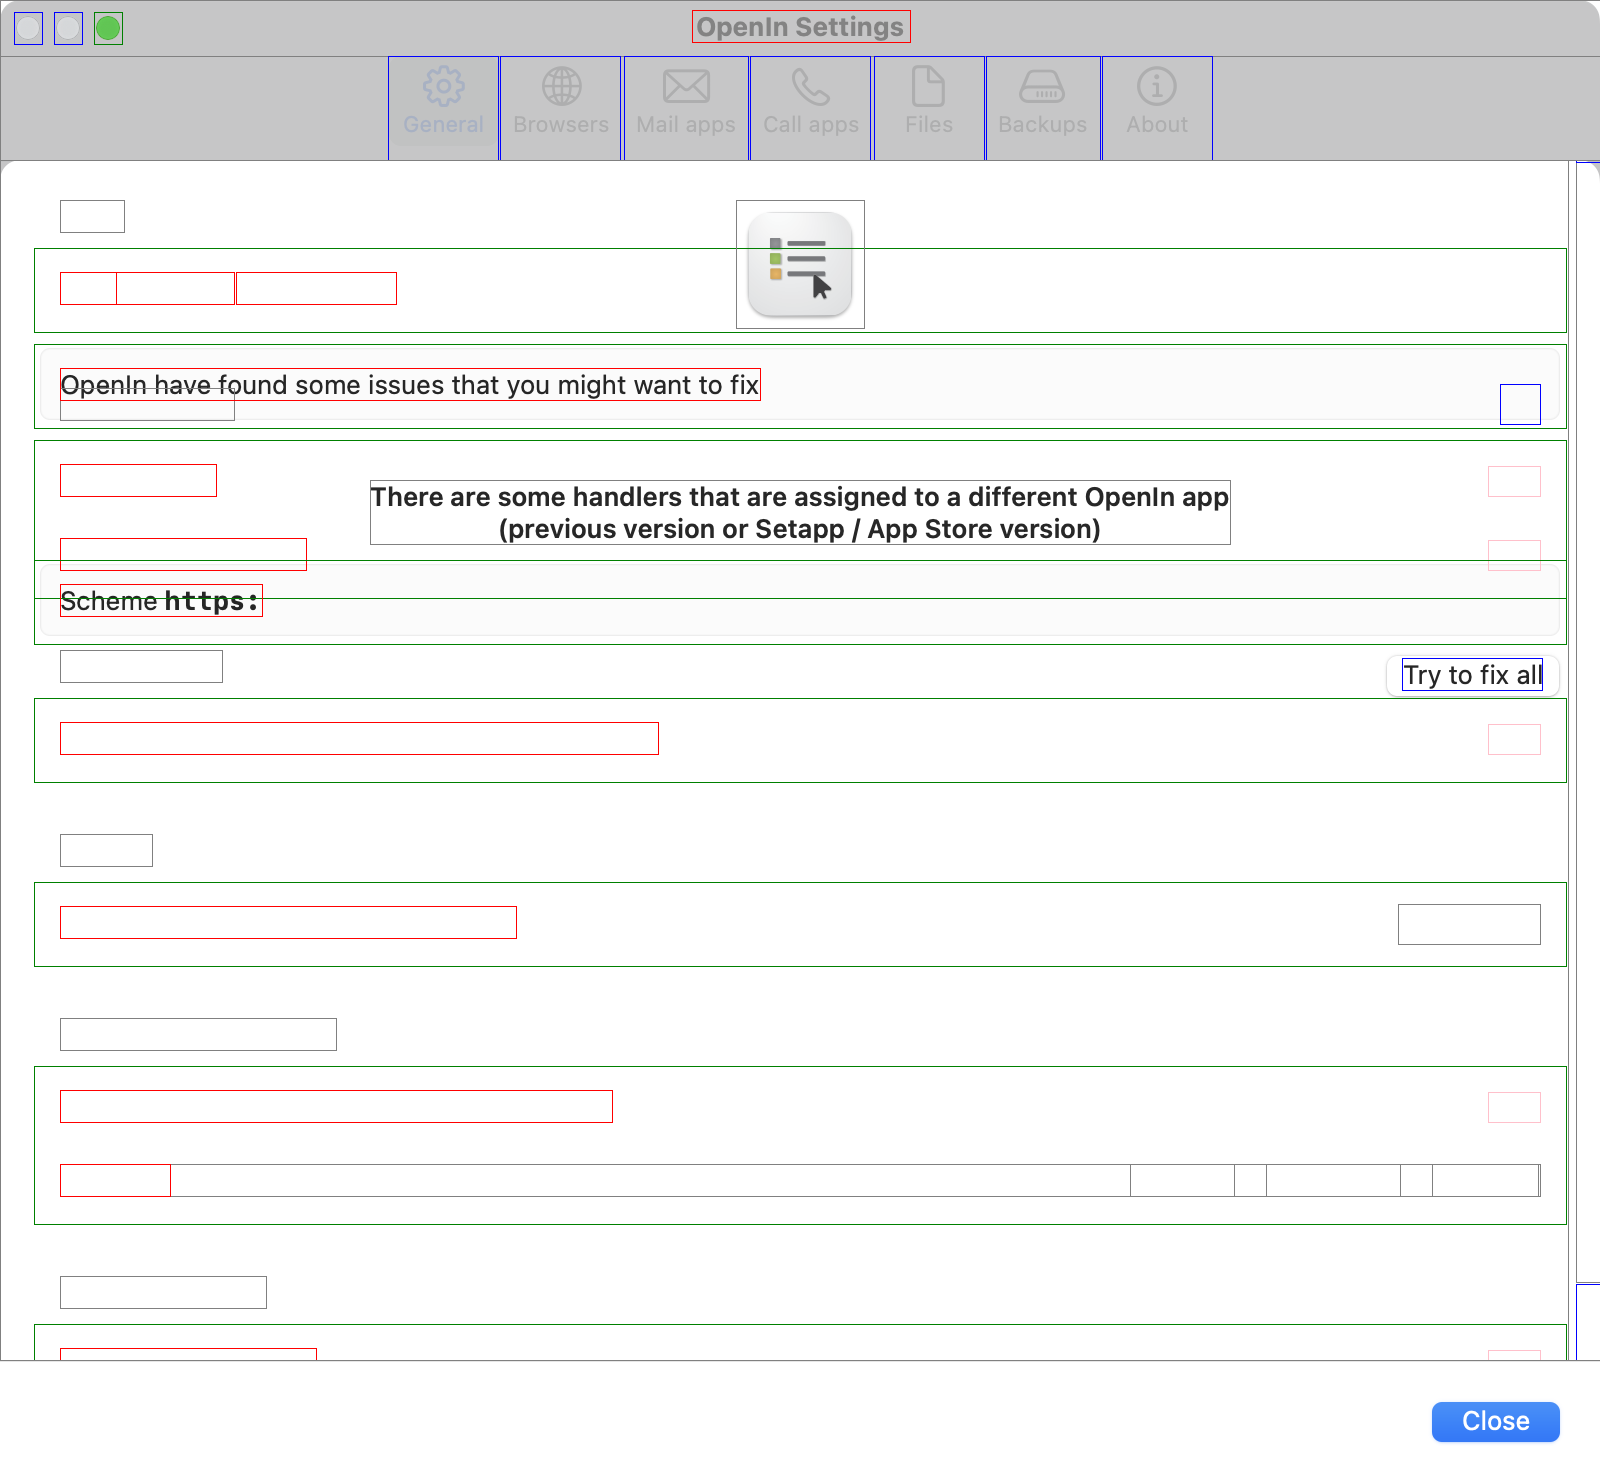 OpenIn Settings
General
Browsers
Mail apps
Call apps
Files
Backups
About
OpenIn have found some issues that you might want to fix
There are some handlers that are assigned to a different OpenIn app
(previous version or Setapp / App Store version)
Scheme https:
Try to fix all
Close